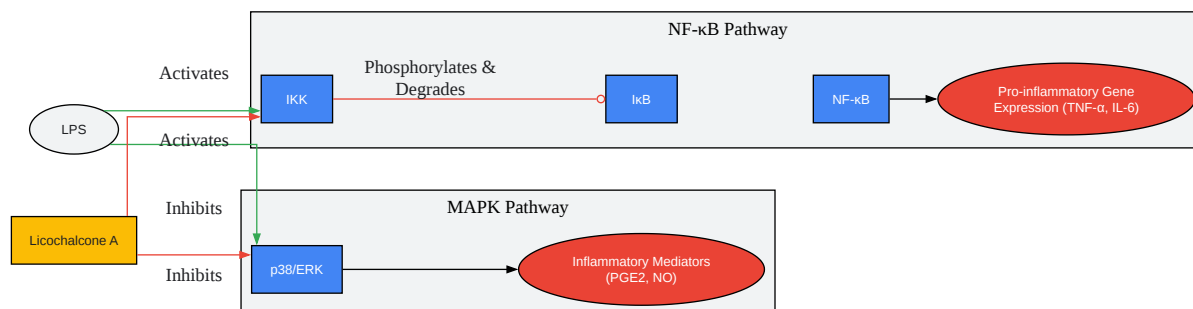 NF-κB Pathway
Activates
Phosphorylates &
Degrades
IKK
IκB
NF-κB
Pro-inflammatory Gene
Expression (TNF-α, IL-6)
LPS
Activates
Inhibits
MAPK Pathway
Licochalcone A
Inhibits
p38/ERK
Inflammatory Mediators
(PGE2, NO)